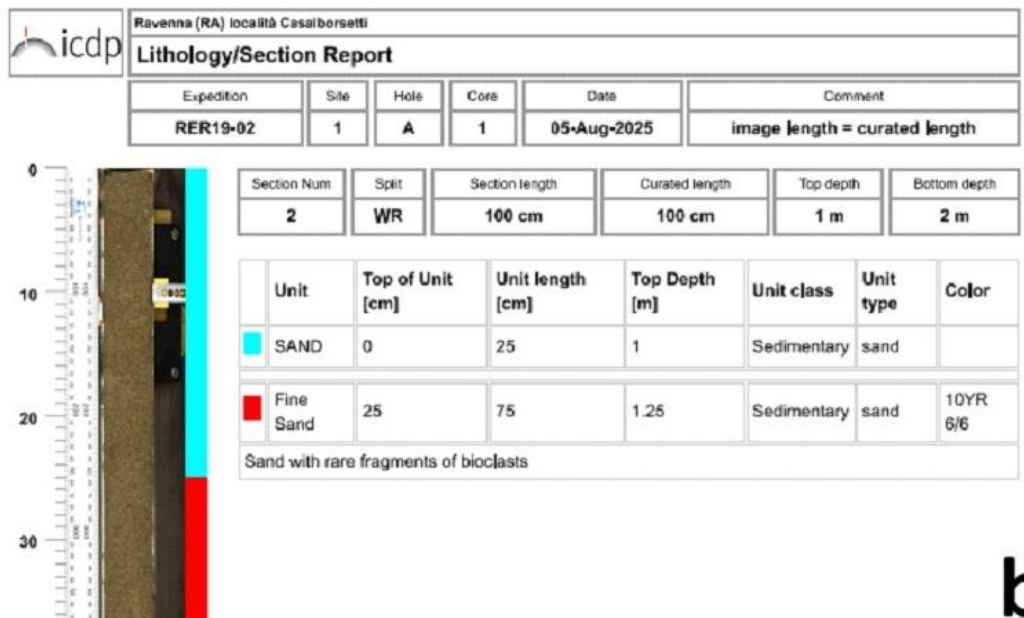 icdp
Ravenna (RA) località Casalborsetti
Lithology/Section Report
Expedition Site Hole Core Date Comment
RER19-02 1 A 1 05-Aug-2025 image length = curated length
Section Num Split Section length Curated length Top depth Bottom depth
2 WR 100 cm 100 cm 1 m 2 m
Unit Top of Unit [cm] Unit length [cm] Top Depth [m] Unit class Unit type Color
SAND 0 25 1 Sedimentary sand
Fine Sand 25 75 1.25 Sedimentary sand 10YR 6/6
Sand with rare fragments of bioclasts
0
10
20
30
b